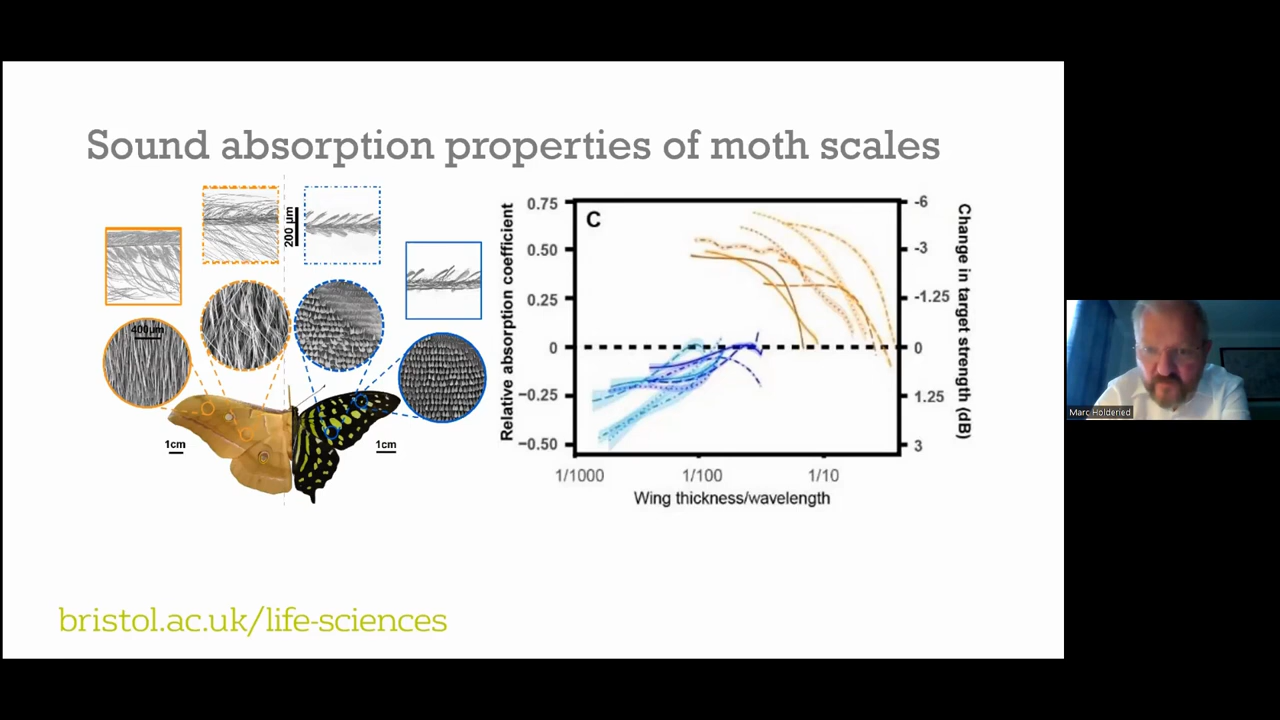 Sound absorption properties of moth scales
200 µm
400µm
1cm
1cm
C
Relative absorption coefficient
0.75
0.50
0.25
0
−0.25
−0.50
-6
-3
-1.25
0
1.25
3
Change in target strength (dB)
1/1000
1/100
1/10
Wing thickness/wavelength
bristol.ac.uk/life-sciences
Marc Holderied